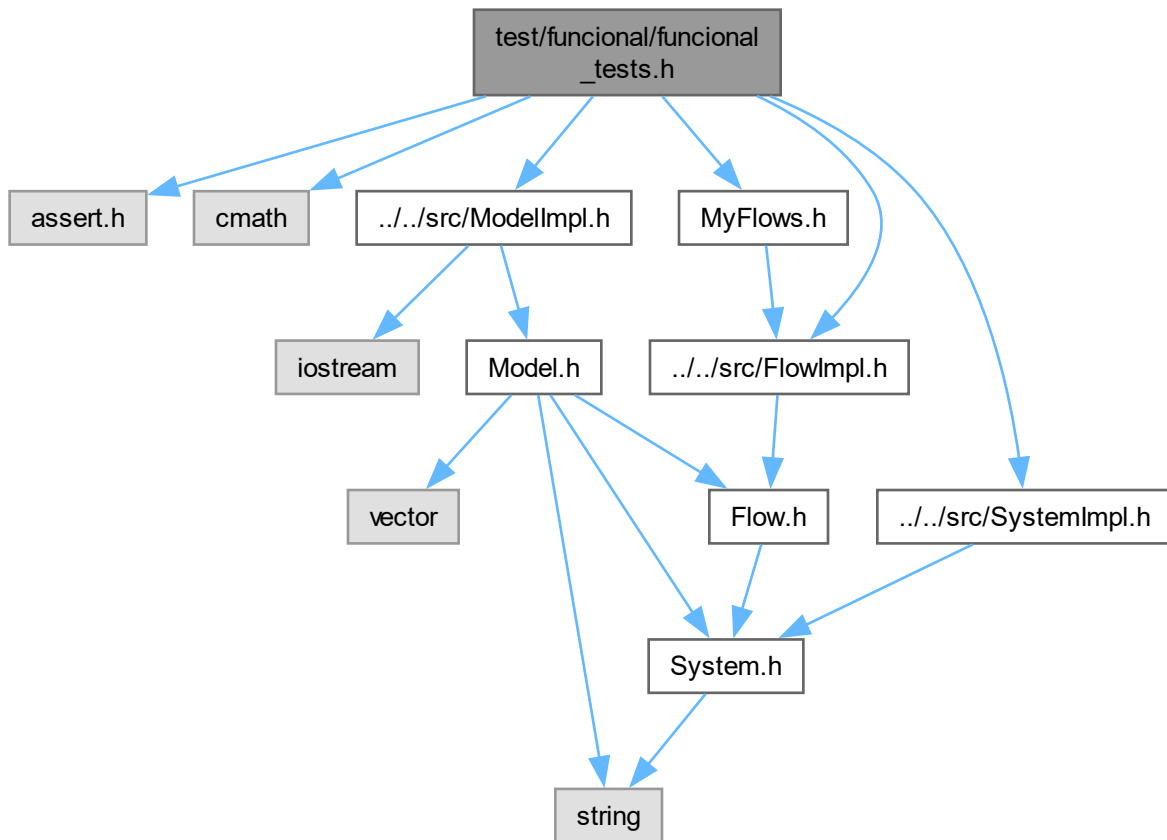 test/funcional/funcional
_tests.h
assert.h
cmath
../../src/ModelImpl.h
MyFlows.h
iostream
Model.h
../../src/FlowImpl.h
vector
Flow.h
../../src/SystemImpl.h
System.h
string